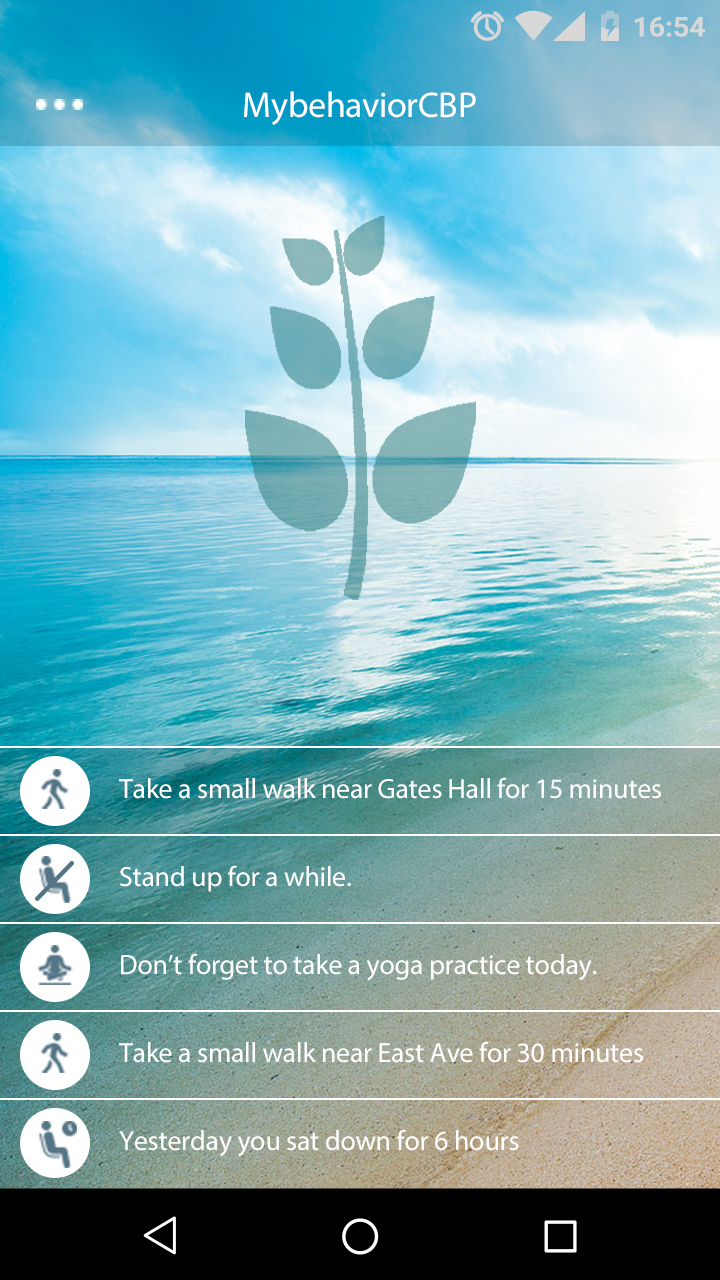 16:54
MybehaviorCBP
Take a small walk near Gates Hall for 15 minutes
Stand up for a while.
Don’t forget to take a yoga practice today.
Take a small walk near East Ave for 30 minutes
Yesterday you sat down for 6 hours